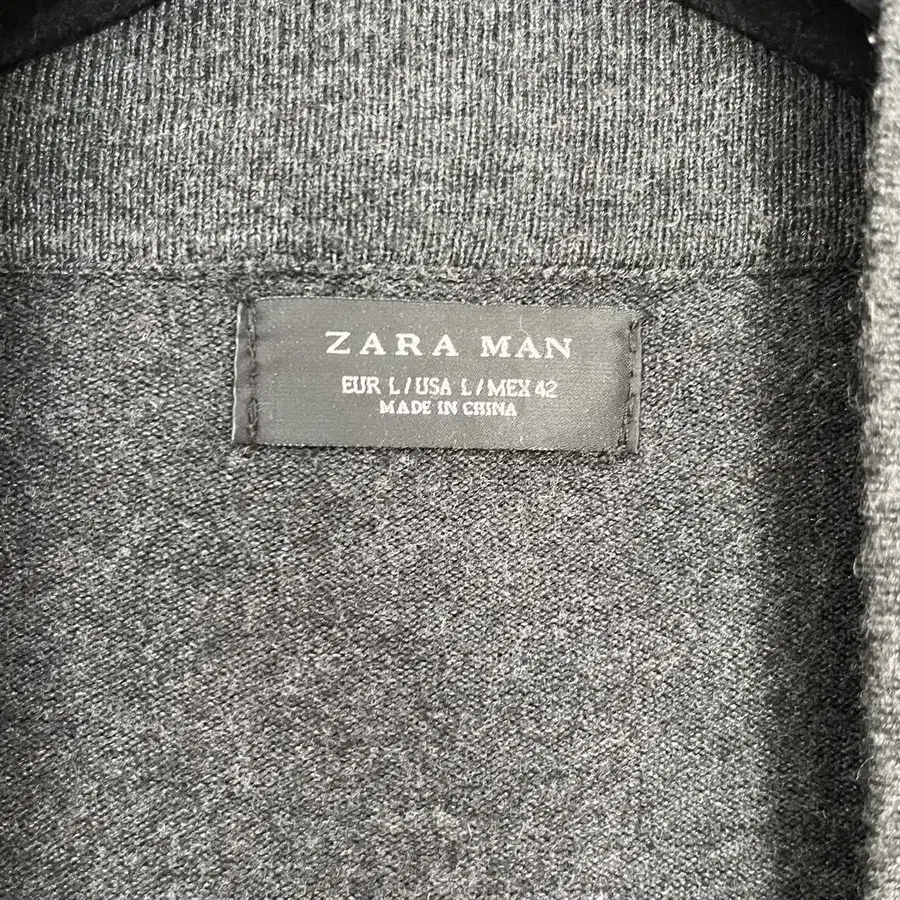 ZARA MAN
EUR L / USA L / MEX 42
MADE IN CHINA